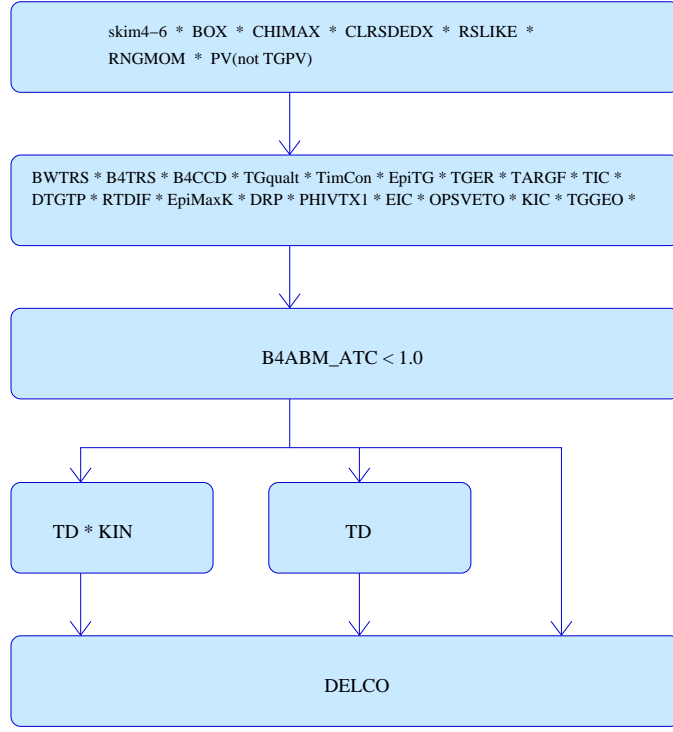 skim4−6 * BOX * CHIMAX * CLRSDEDX * RSLIKE *
RNGMOM * PV(not TGPV)
BWTRS * B4TRS * B4CCD * TGqualt * TimCon * EpiTG * TGER * TARGF * TIC *
DTGTP * RTDIF * EpiMaxK * DRP * PHIVTX1 * EIC * OPSVETO * KIC * TGGEO *
B4ABM_ATC < 1.0
TD * KIN
TD
DELCO